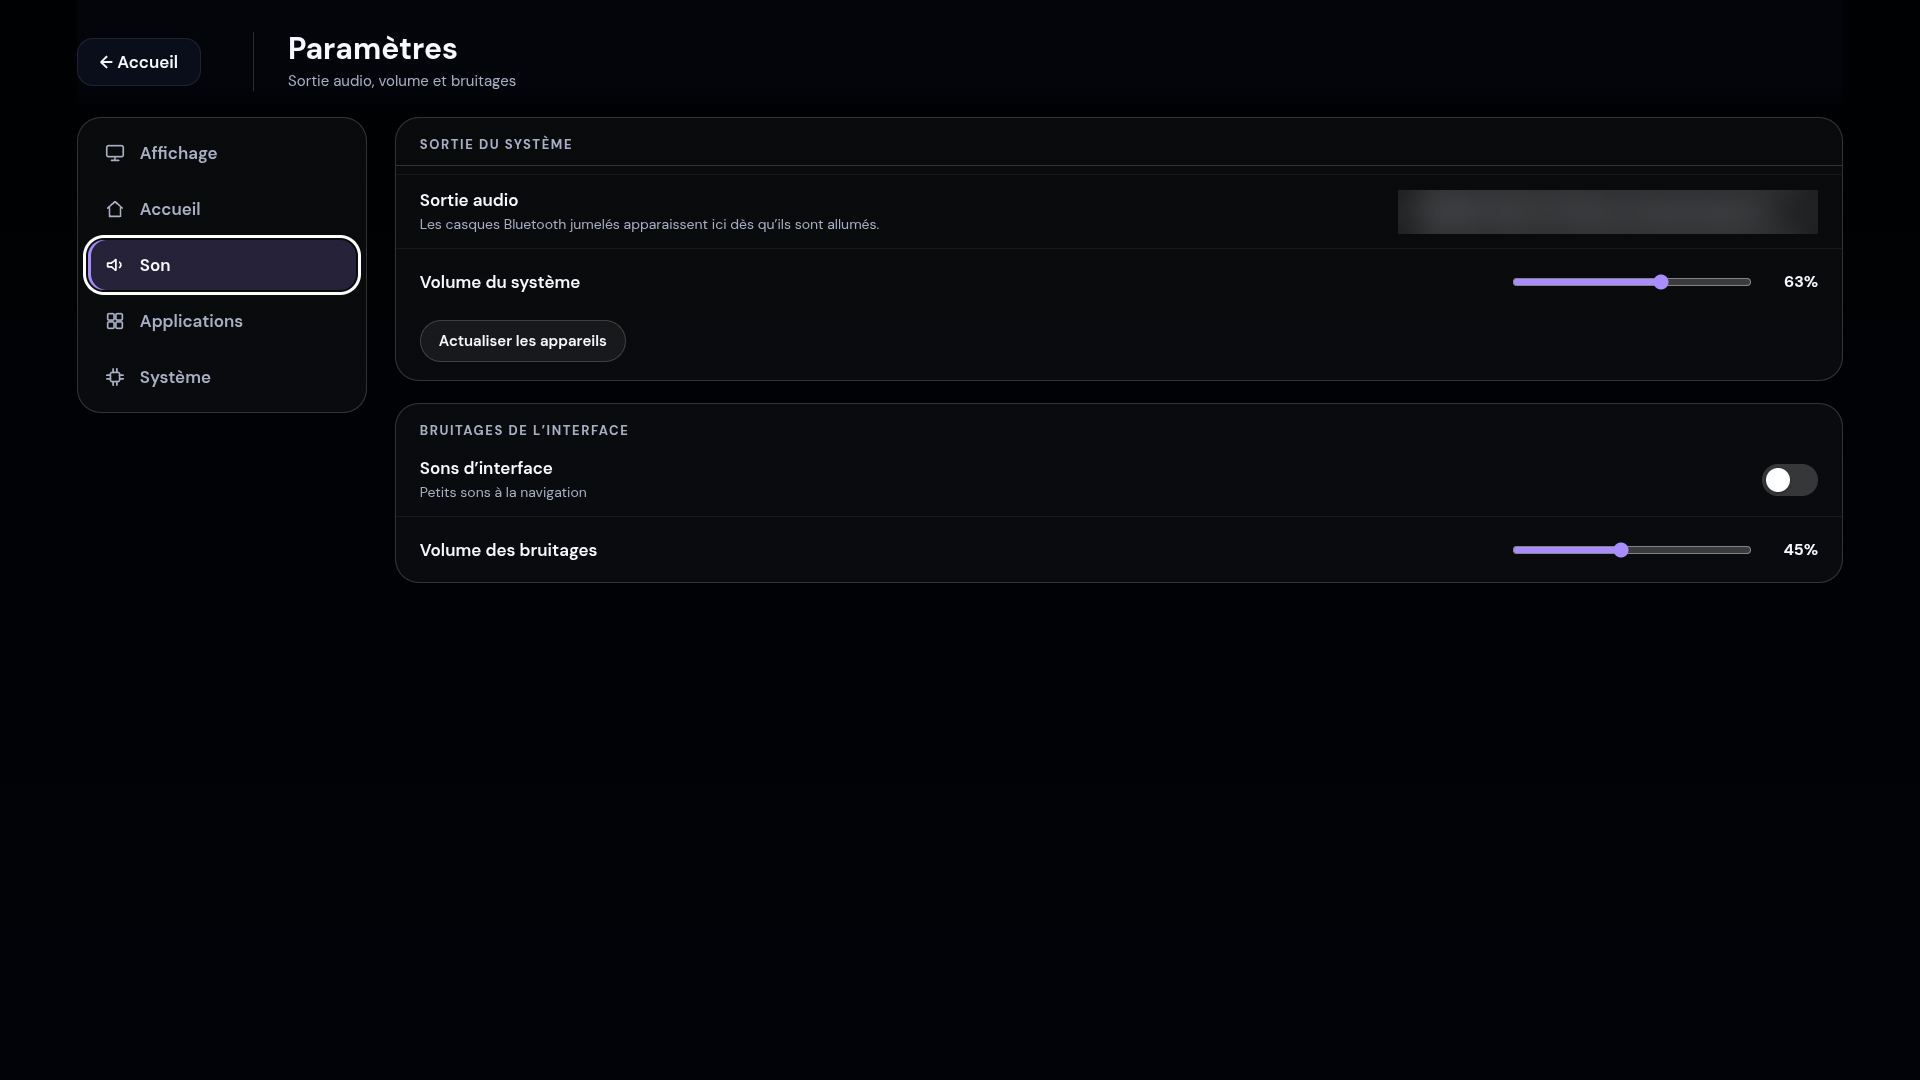 ← Accueil
Paramètres
Sortie audio, volume et bruitages
Affichage
Accueil
Son
Applications
Système
SORTIE DU SYSTÈME
Sortie audio
Les casques Bluetooth jumelés apparaissent ici dès qu’ils sont allumés.
Volume du système
63%
Actualiser les appareils
BRUITAGES DE L’INTERFACE
Sons d’interface
Petits sons à la navigation
Volume des bruitages
45%